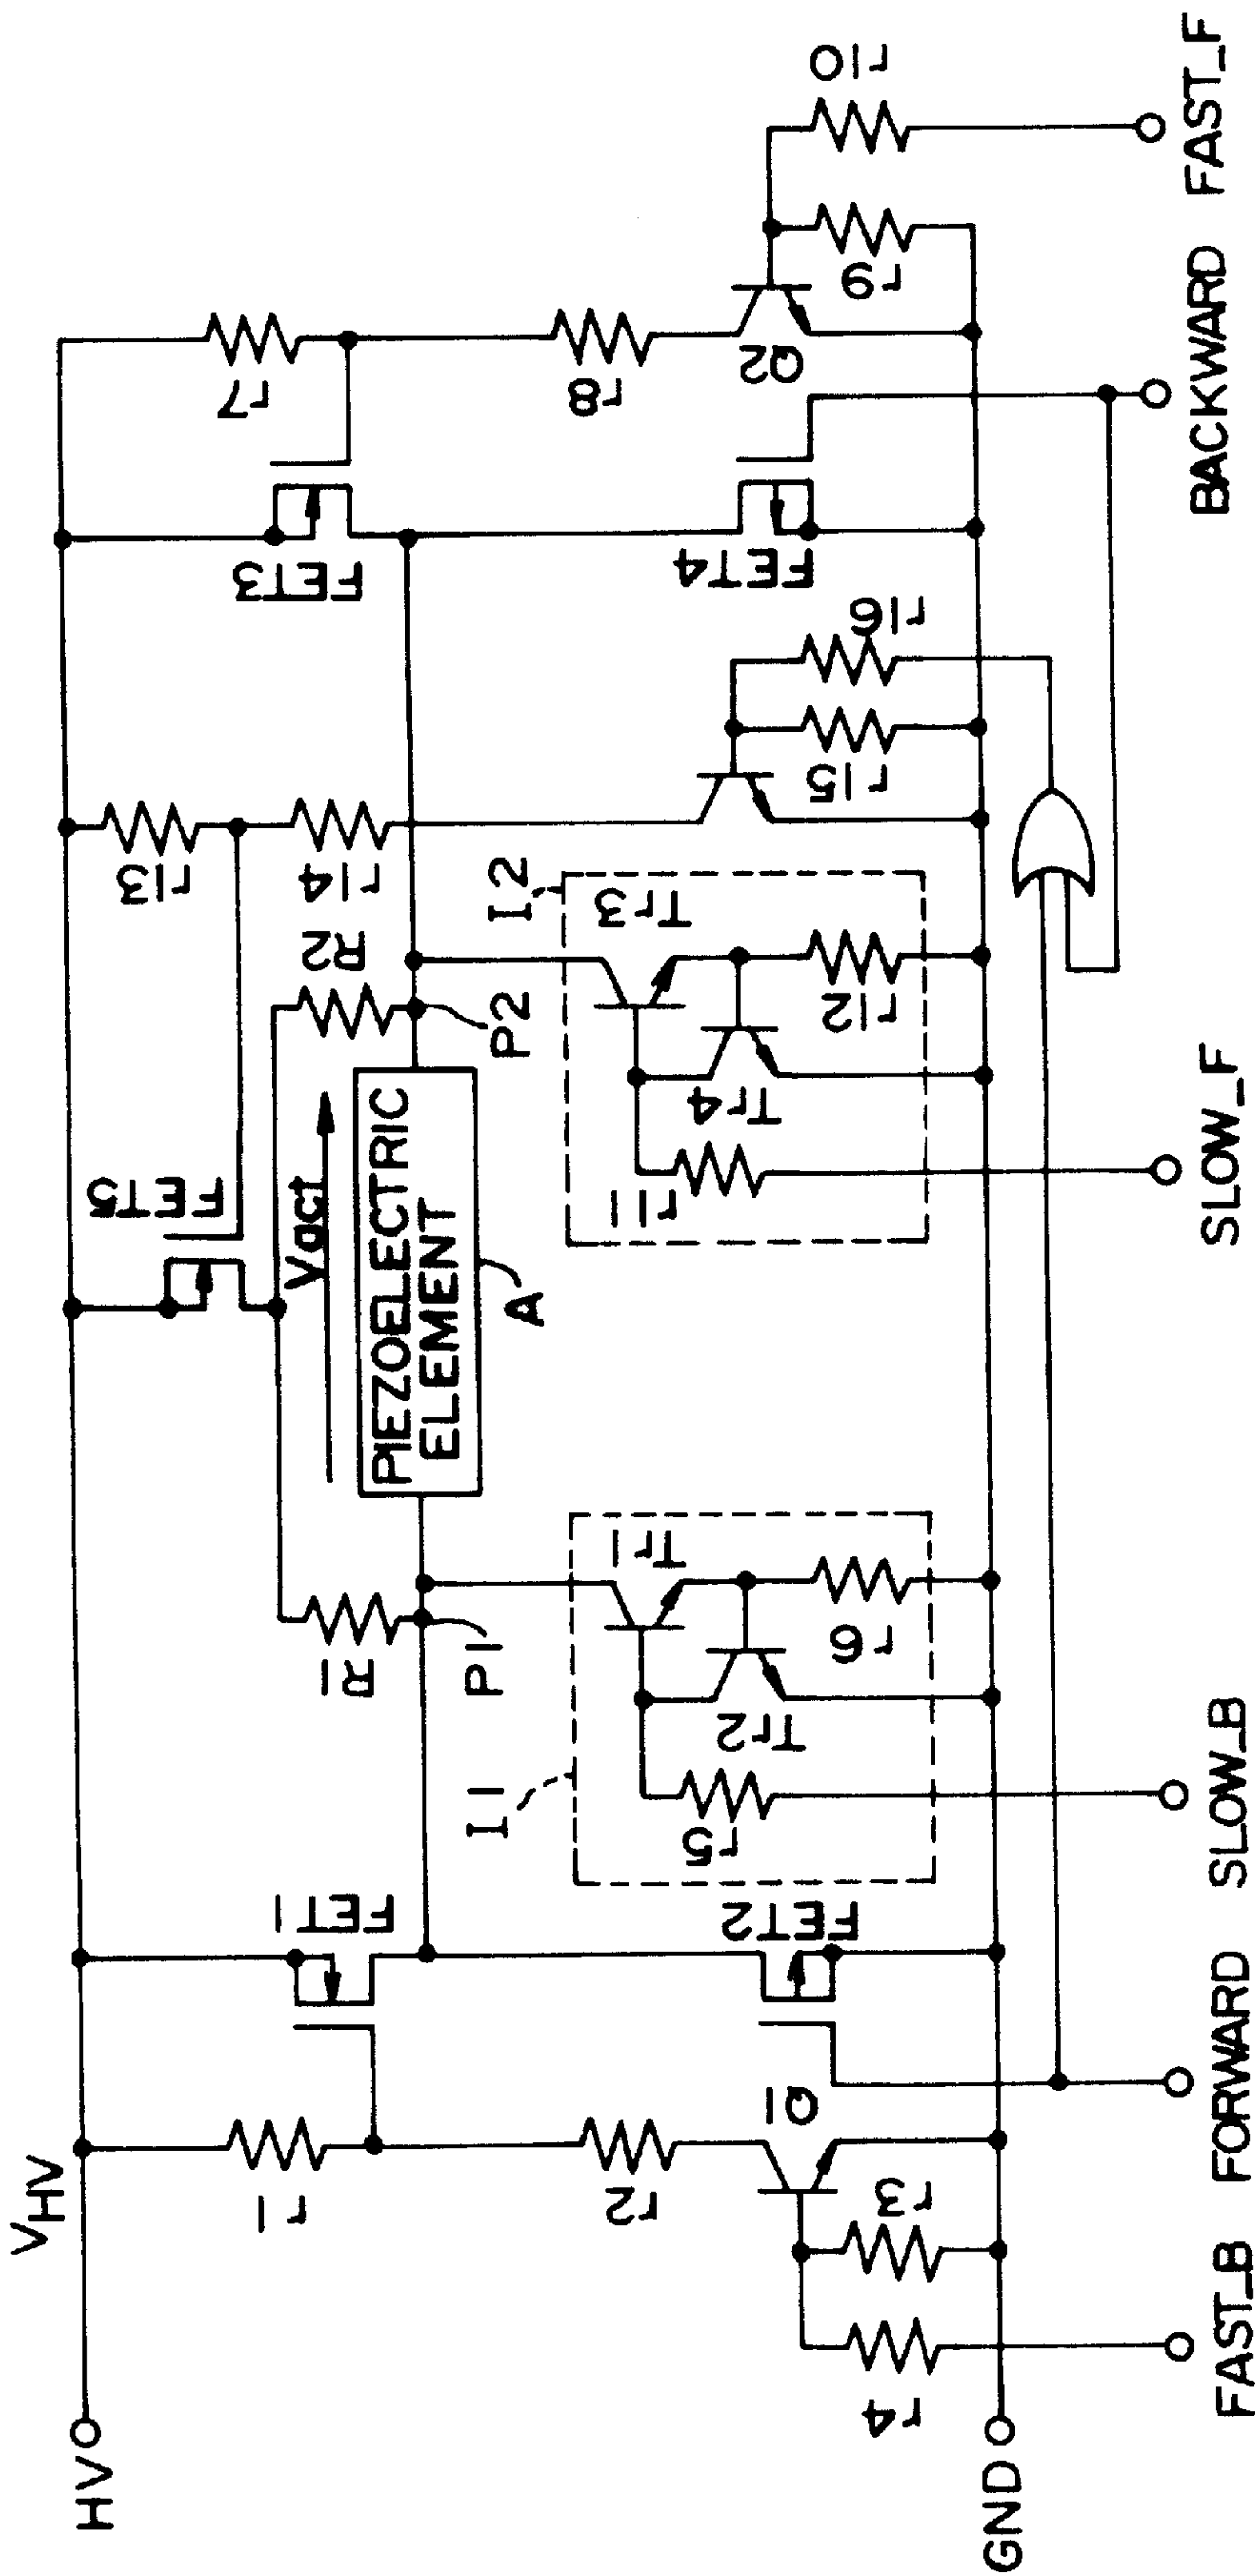 HV
V_HV
r1
r2
Q1
r3
r4
FET1
FET2
I1
r5
Tr2
Tr1
r6
R1
P1
FET5
Vact
PIEZOELECTRIC
ELEMENT
A
R2
P2
I2
r11
Tr4
Tr3
r12
r13
r14
r15
r16
FET3
FET4
r7
r8
Q2
r9
r10
GND
FAST_B
FORWARD
SLOW_B
SLOW_F
BACKWARD
FAST_F